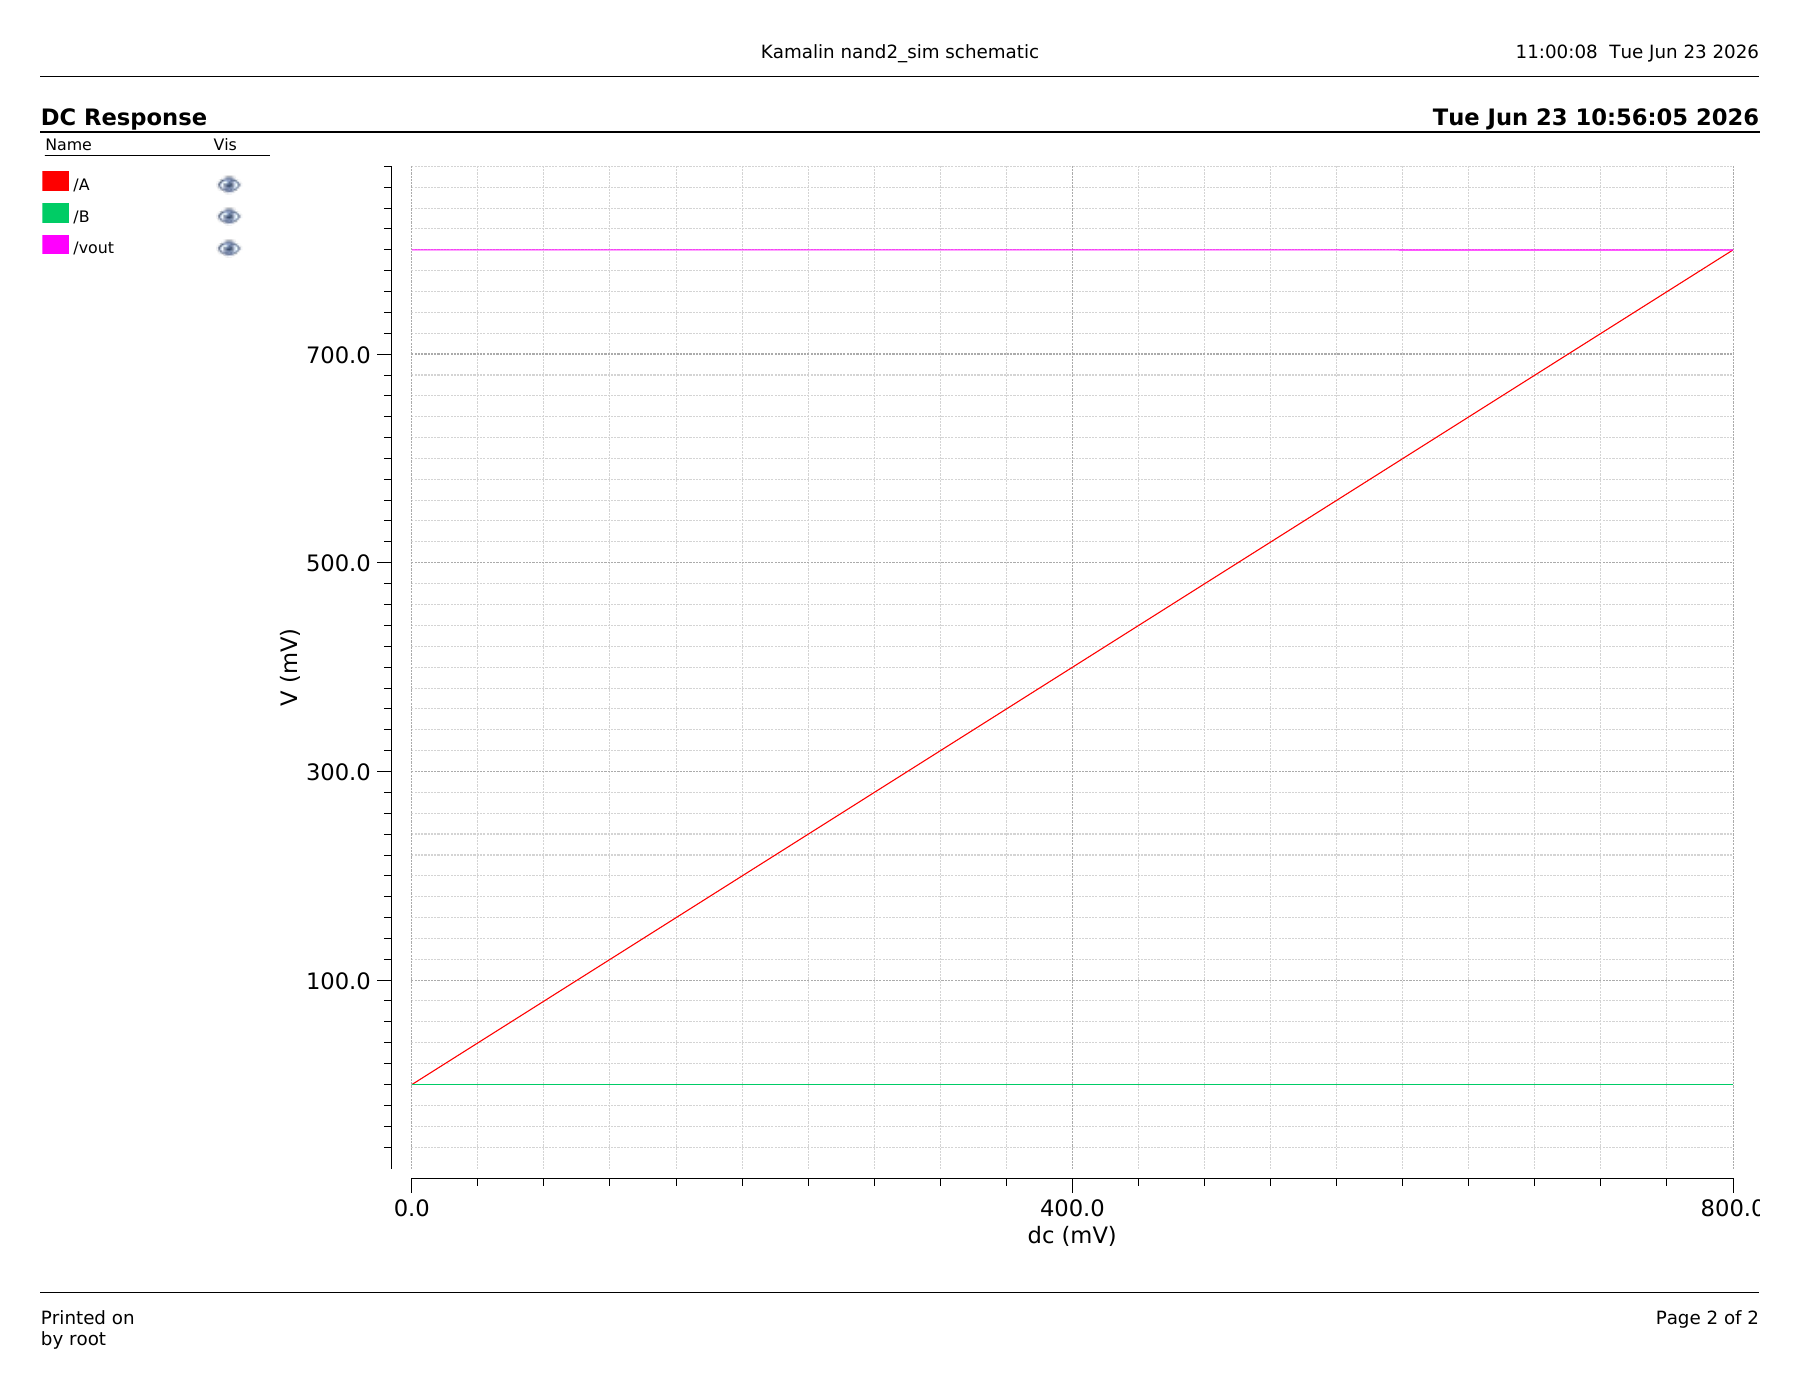 Kamalin nand2_sim schematic
11:00:08  Tue Jun 23 2026
DC Response
Tue Jun 23 10:56:05 2026
Name Vis
/A
/B
/vout
700.0
500.0
300.0
100.0
V (mV)
0.0 400.0 800.0
dc (mV)
Printed on
by root
Page 2 of 2